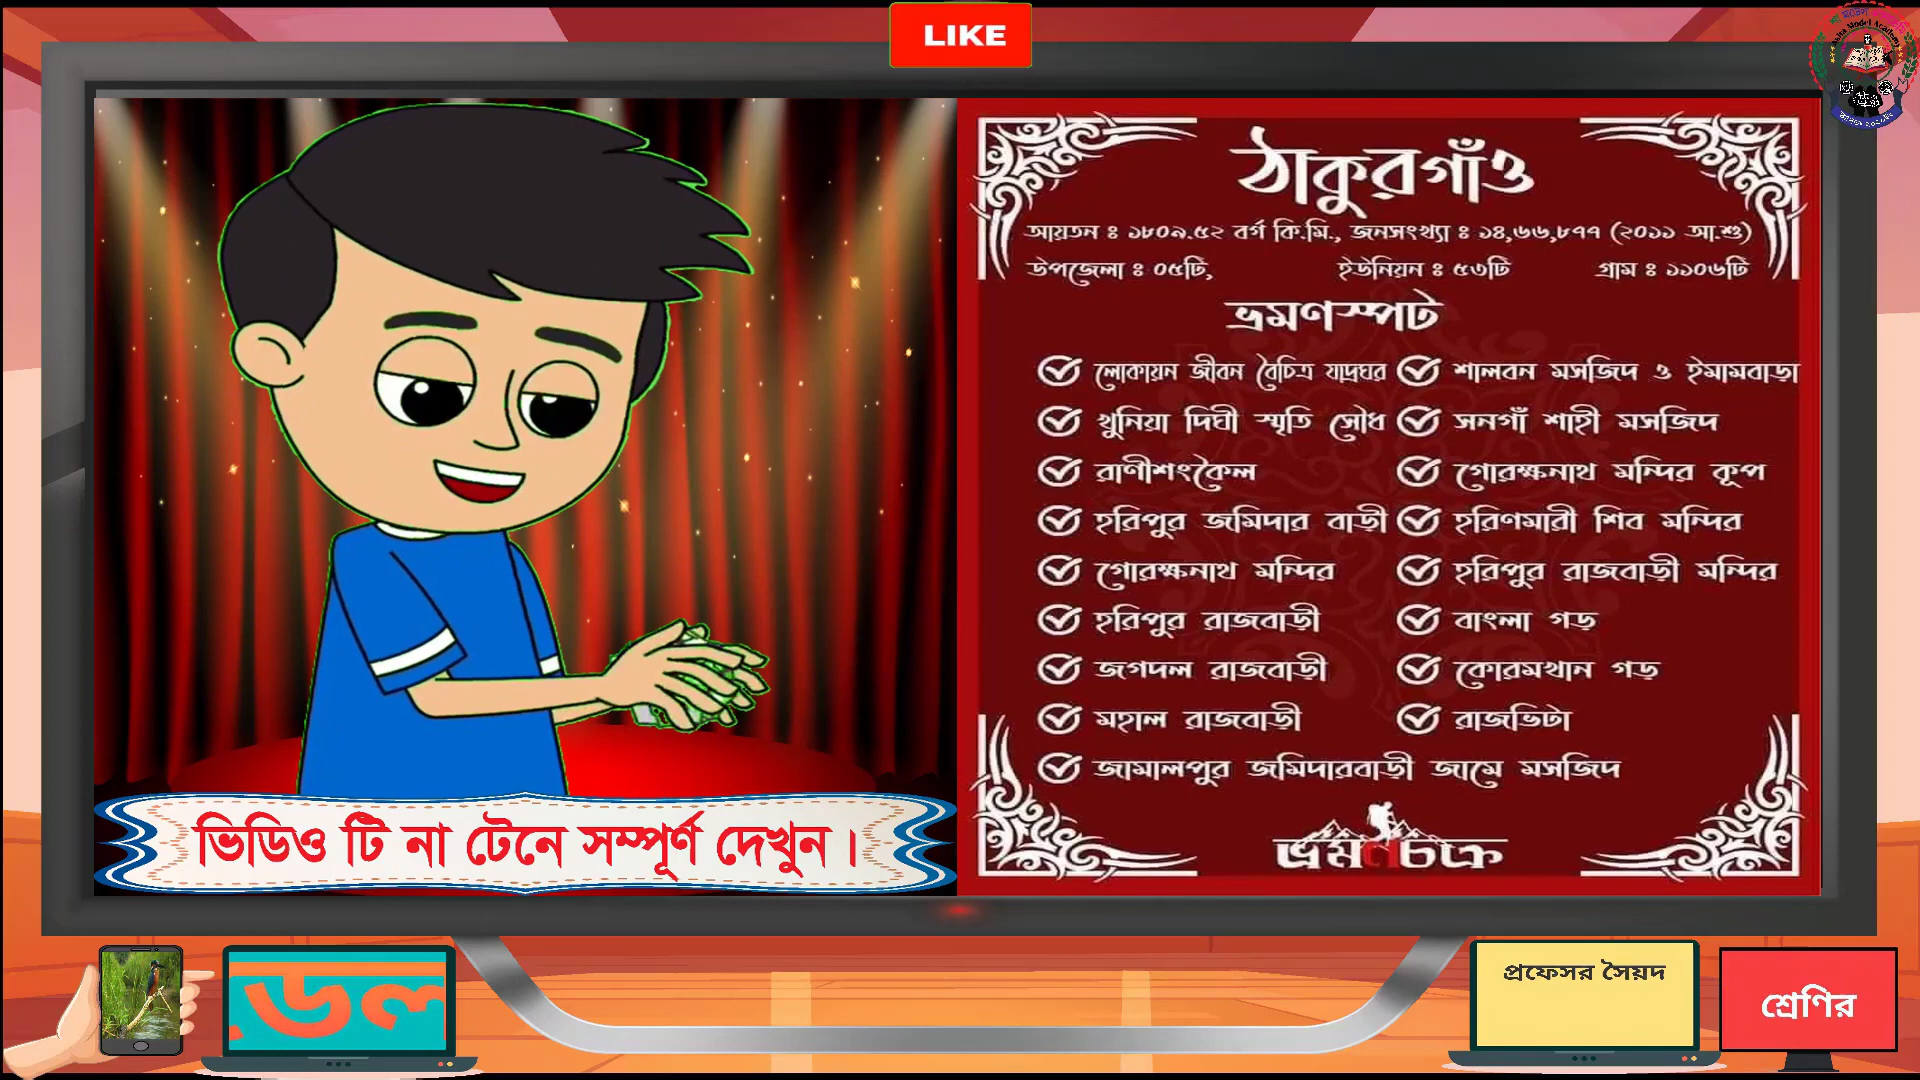 LIKE
Model Academy
ঠাকুরগাঁও
আয়তন ঃ ১৮০৯.৫২ বর্গ কি.মি., জনসংখ্যা ঃ ১৪,৬৬,৮৭৭ (২০১১ আ.শু)
উপজেলা ঃ ০৫টি, ইউনিয়ন ঃ ৫৩টি গ্রাম ঃ ১১০৬টি
ভ্রমণস্পট
লোকায়ন জীবন বৈচিত্র যাদুঘর শালবন মসজিদ ও ইমামবাড়া
খুনিয়া দিঘী স্মৃতি সৌধ সনগাঁ শাহী মসজিদ
রাণীশংকৈল গোরক্ষনাথ মন্দির কূপ
হরিপুর জমিদার বাড়ী হরিণমারী শিব মন্দির
গোরক্ষনাথ মন্দির হরিপুর রাজবাড়ী মন্দির
হরিপুর রাজবাড়ী বাংলা গড়
জগদল রাজবাড়ী কোরমখান গড়
মহাল রাজবাড়ী রাজভিটা
জামালপুর জমিদারবাড়ী জামে মসজিদ
ভ্রমণচক্র
ভিডিও টি না টেনে সম্পূর্ণ দেখুন।
ডেল
প্রফেসর সৈয়দ
শ্রেণির